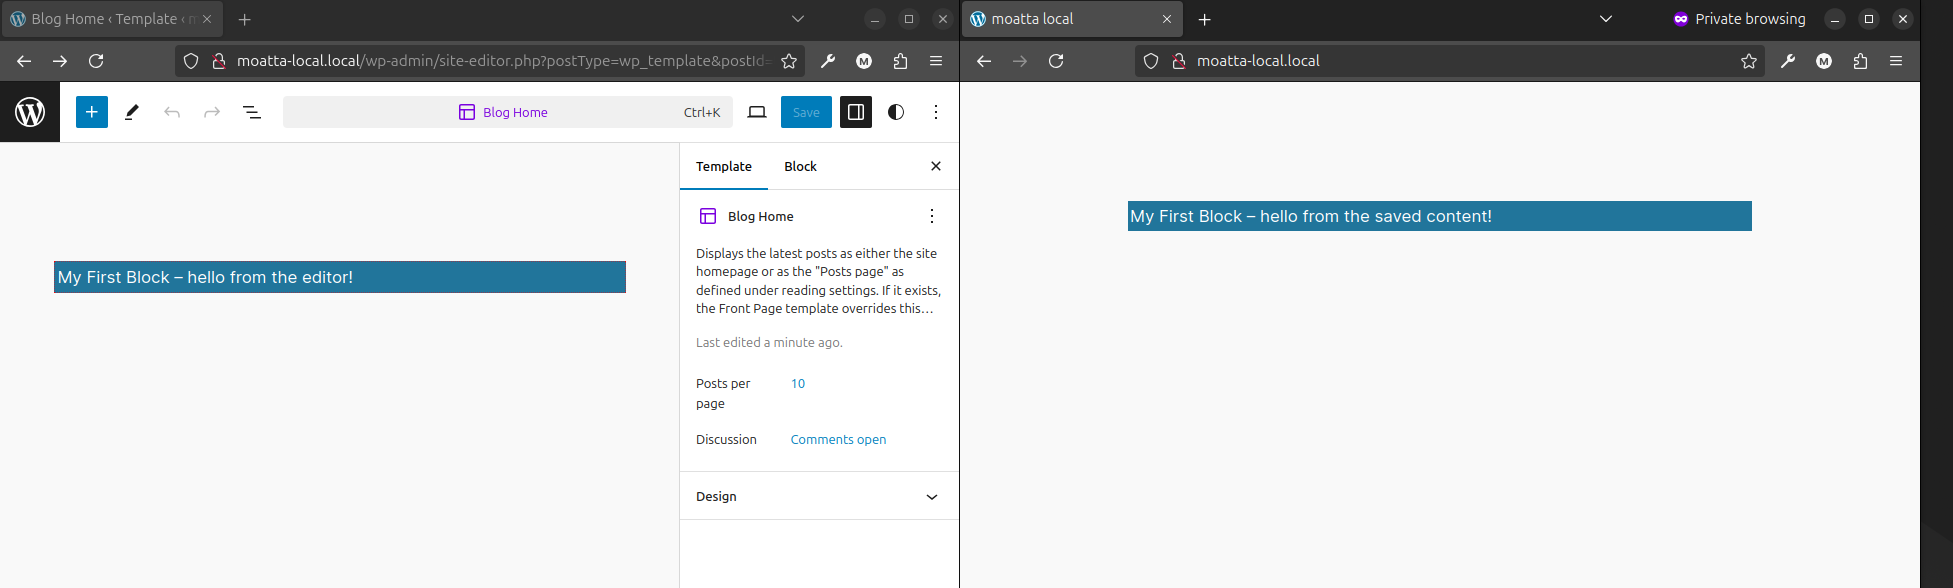 Blog Home ‹ Template ‹ m
moatta-local.local/wp-admin/site-editor.php?postType=wp_template&postId=
M
Blog Home
Ctrl+K
Save
Template
Block
Blog Home
Displays the latest posts as either the site
homepage or as the "Posts page" as
defined under reading settings. If it exists,
the Front Page template overrides this…
Last edited a minute ago.
Posts per
page
10
Discussion
Comments open
Design
My First Block – hello from the editor!
moatta local
Private browsing
moatta-local.local
M
My First Block – hello from the saved content!